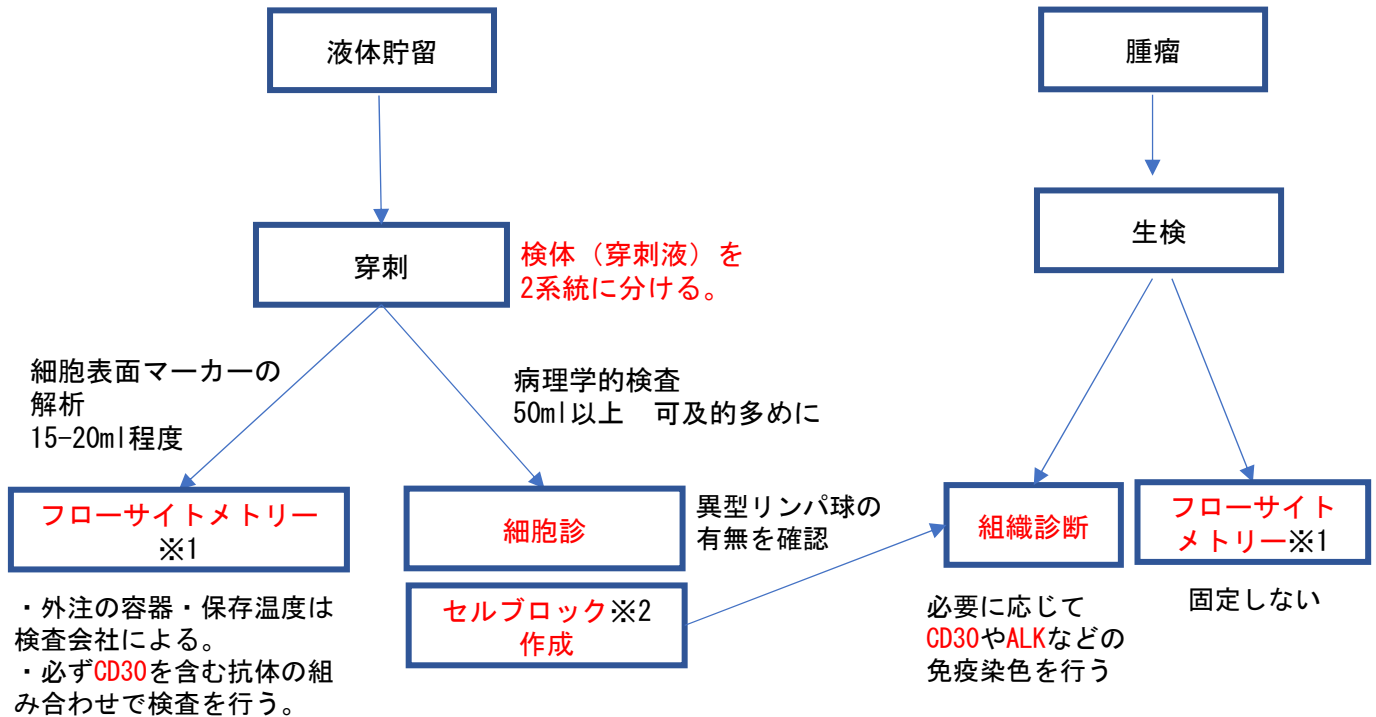 液体貯留
腫瘤
穿刺
検体（穿刺液）を
2系統に分ける。
生検
細胞表面マーカーの
解析
15-20ml程度
病理学的検査
50ml以上　可及的多めに
フローサイトメトリー
※1
細胞診
異型リンパ球の
有無を確認
組織診断
フローサイト
メトリー※1
セルブロック※2
作成
・外注の容器・保存温度は
検査会社による。
・必ずCD30を含む抗体の組
み合わせで検査を行う。
必要に応じて
CD30やALKなどの
免疫染色を行う
固定しない